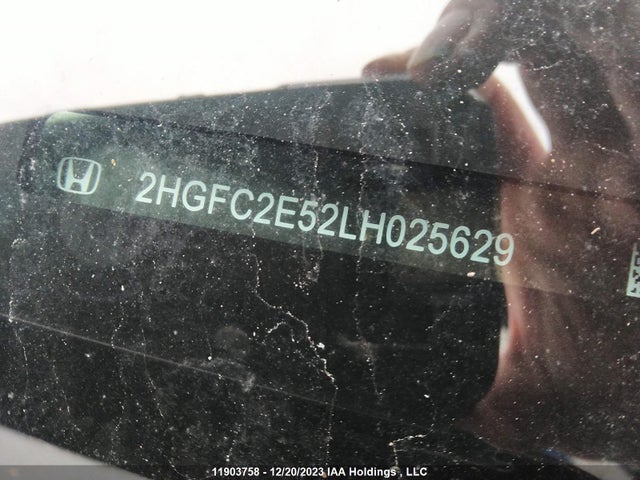 2HGFC2E52LH025629
11903758 - 12/20/2023 IAA Holdings , LLC